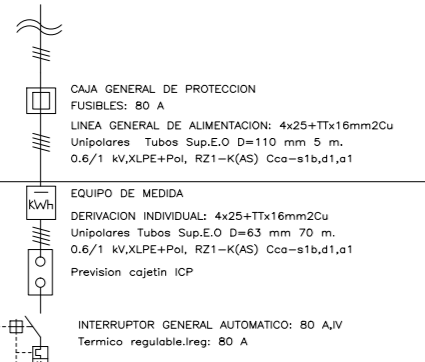 CAJA GENERAL DE PROTECCION
FUSIBLES: 80 A
LINEA GENERAL DE ALIMENTACION: 4x25+TTx16mm2Cu
Unipolares Tubos Sup.E.O D=110 mm 5 m.
0.6/1 kV,XLPE+Pol, RZ1-K(AS) Cca-s1b,d1,a1
EQUIPO DE MEDIDA
KWh
DERIVACION INDIVIDUAL: 4x25+TTx16mm2Cu
Unipolares Tubos Sup.E.O D=63 mm 70 m.
0.6/1 kV,XLPE+Pol, RZ1-K(AS) Cca-s1b,d1,a1
Prevision cajetin ICP
INTERRUPTOR GENERAL AUTOMATICO: 80 A,IV
Termico regulable.Ireg: 80 A